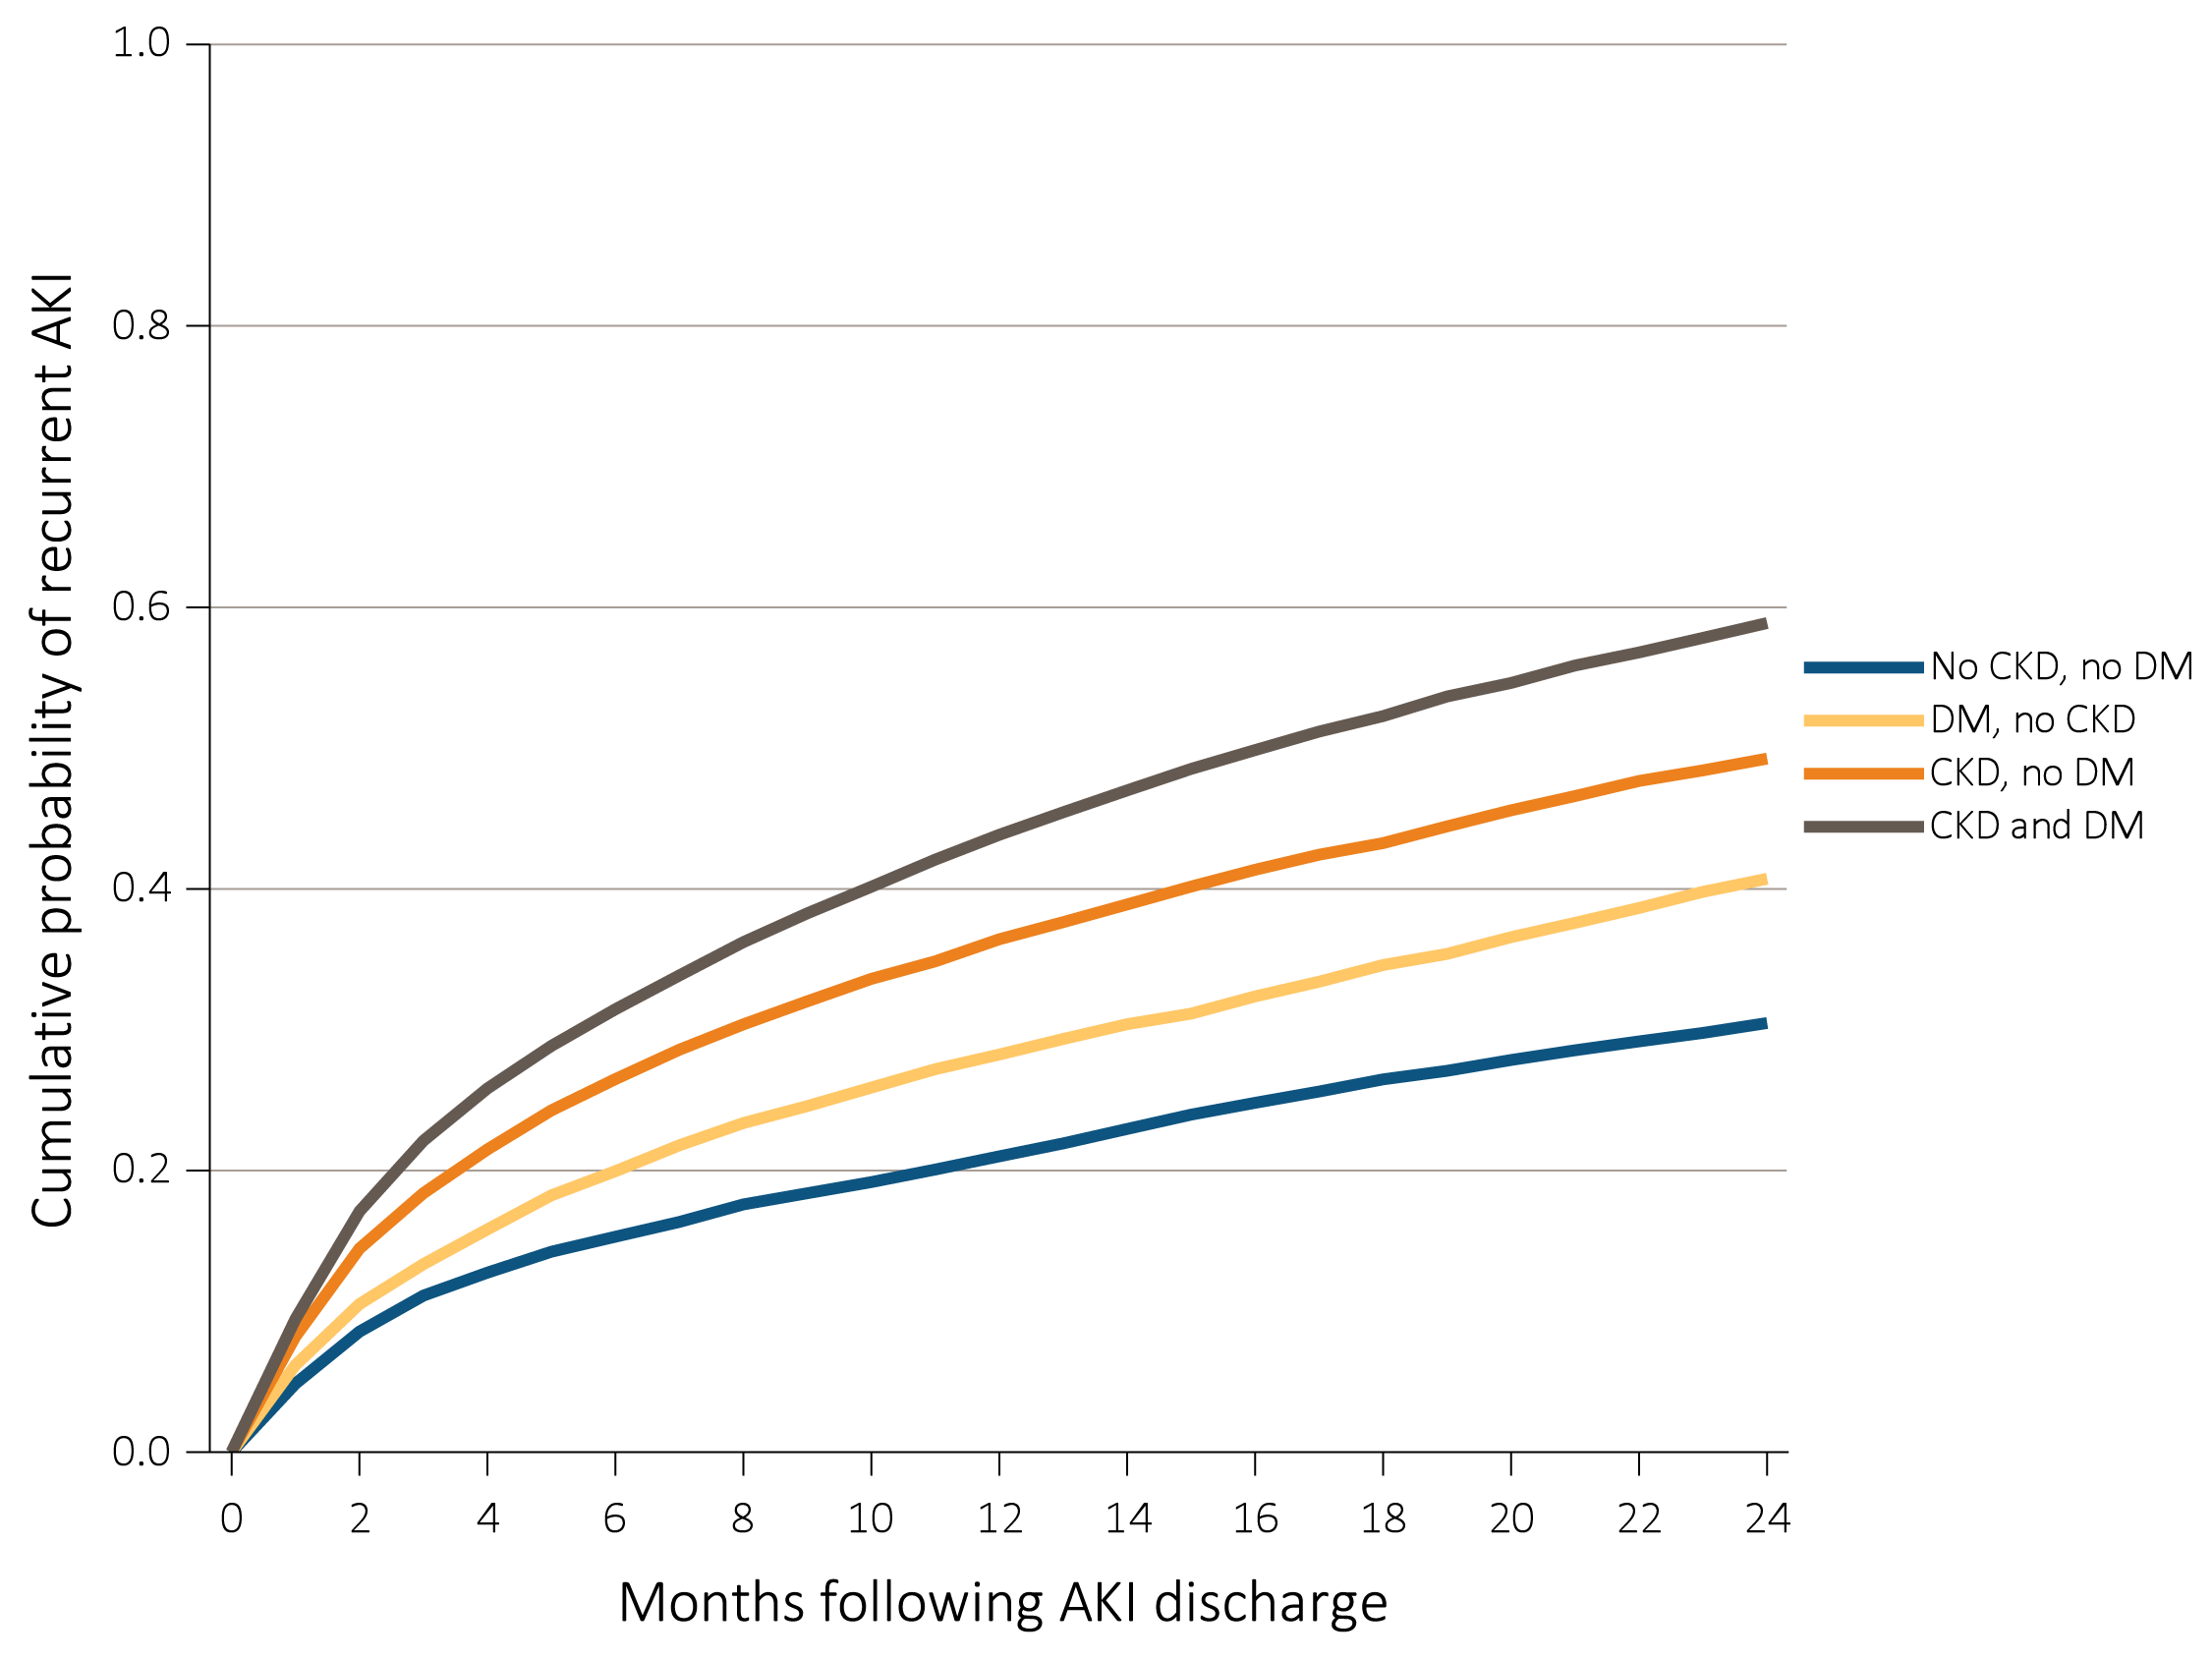 Cumulative probability of recurrent AKI
1.0
0.8
0.6
0.4
0.2
0.0
0 2 4 6 8 10 12 14 16 18 20 22 24
Months following AKI discharge
No CKD, no DM
DM, no CKD
CKD, no DM
CKD and DM